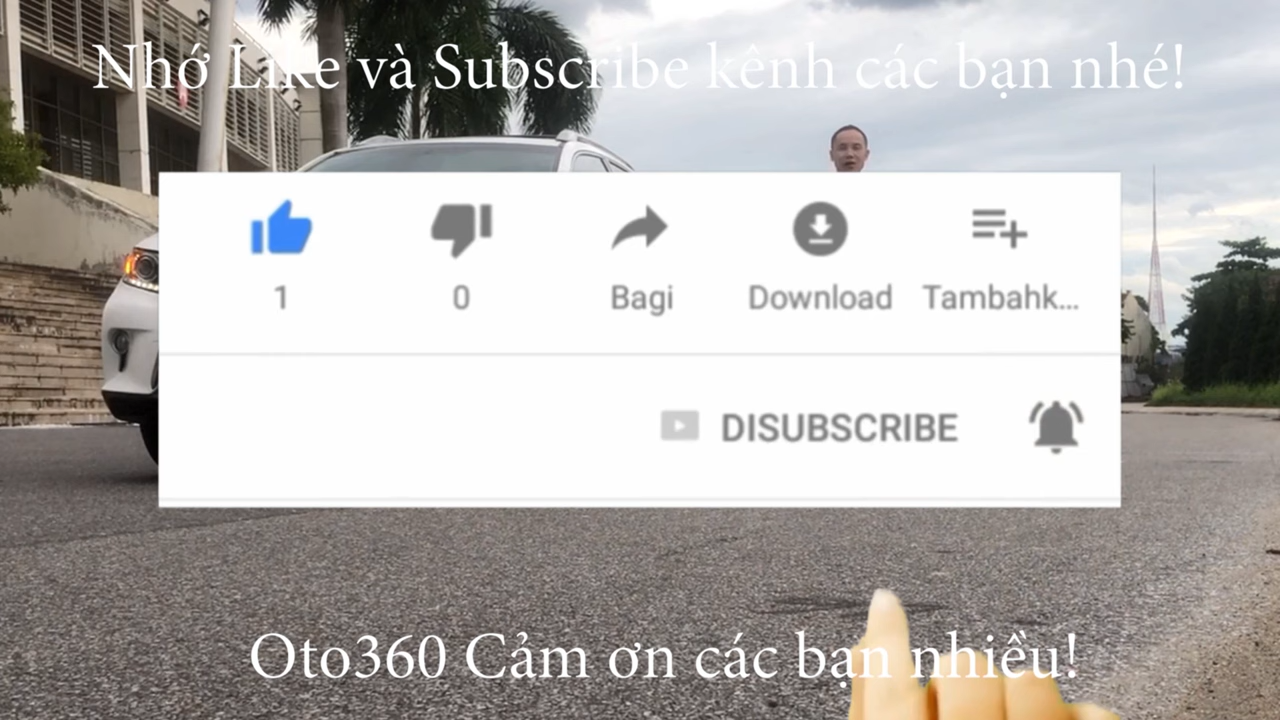 Nhớ Like và Subscribe kênh các bạn nhé!
1 0 Bagi Download Tambahk...
DISUBSCRIBE
Oto360 Cảm ơn các bạn nhiều!